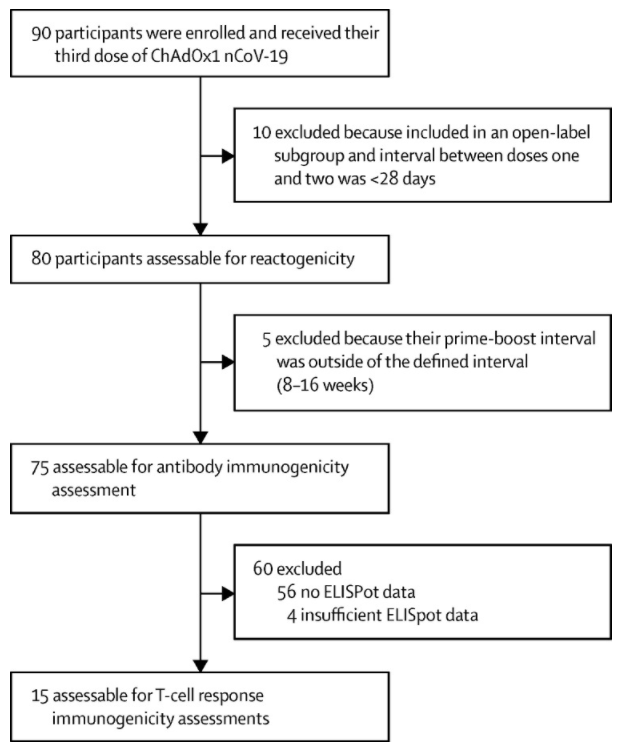 90 participants were enrolled and received their
third dose of ChAdOx1 nCoV-19
10 excluded because included in an open-label
subgroup and interval between doses one
and two was <28 days
80 participants assessable for reactogenicity
5 excluded because their prime-boost interval
was outside of the defined interval
(8–16 weeks)
75 assessable for antibody immunogenicity
assessment
60 excluded
56 no ELISPot data
4 insufficient ELISpot data
15 assessable for T-cell response
immunogenicity assessments